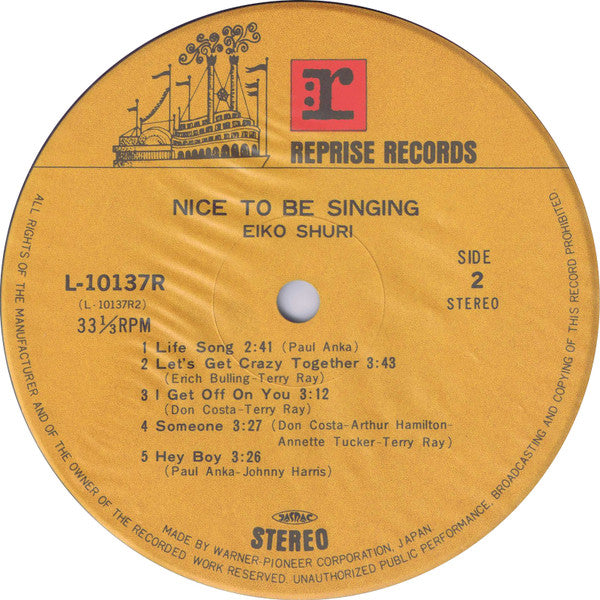 r
REPRISE RECORDS
NICE TO BE SINGING
EIKO SHURI
L-10137R
(L-10137R2)
33 1/3 RPM
SIDE
2
STEREO
1 Life Song 2:41 (Paul Anka)
2 Let's Get Crazy Together 3:43
(Erich Bulling-Terry Ray)
3 I Get Off On You 3:12
(Don Costa-Terry Ray)
4 Someone 3:27 (Don Costa-Arthur Hamilton-
Annette Tucker-Terry Ray)
5 Hey Boy 3:26
(Paul Anka-Johnny Harris)
JASRAC
STEREO
MADE BY WARNER-PIONEER CORPORATION, JAPAN.
ALL RIGHTS OF THE MANUFACTURER AND OF THE OWNER OF THE RECORDED WORK RESERVED. UNAUTHORIZED PUBLIC PERFORMANCE, BROADCASTING AND COPYING OF THIS RECORD PROHIBITED